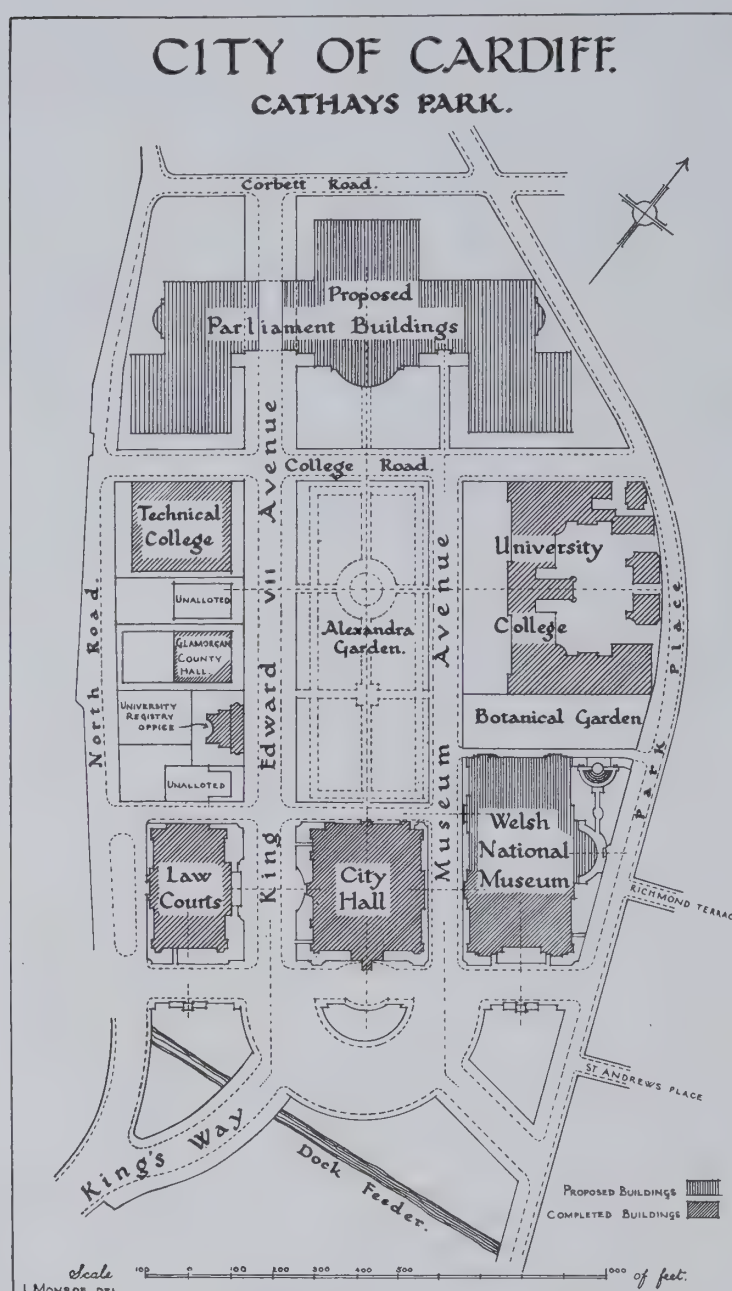 CITY OF CARDIFF.
CATHAYS PARK.
Corbett Road.
Proposed
Parliament Buildings
College Road.
Technical
College
University
College
UNALLOTED
GLAMORGAN
COUNTY
HALL.
Alexandra
Garden.
UNIVERSITY
REGISTRY
OFFICE
Botanical Garden
UNALLOTED
North Road.
King Edward VII Avenue
Museum Avenue
Park Place
Law
Courts
City
Hall
Welsh
National
Museum
RICHMOND TERRAC
ST ANDREWS PLACE
King's Way
Dock Feeder.
PROPOSED BUILDINGS
COMPLETED BUILDINGS
Scale 100 0 100 200 300 400 500 000 of feet.
J. MONROE DEL.